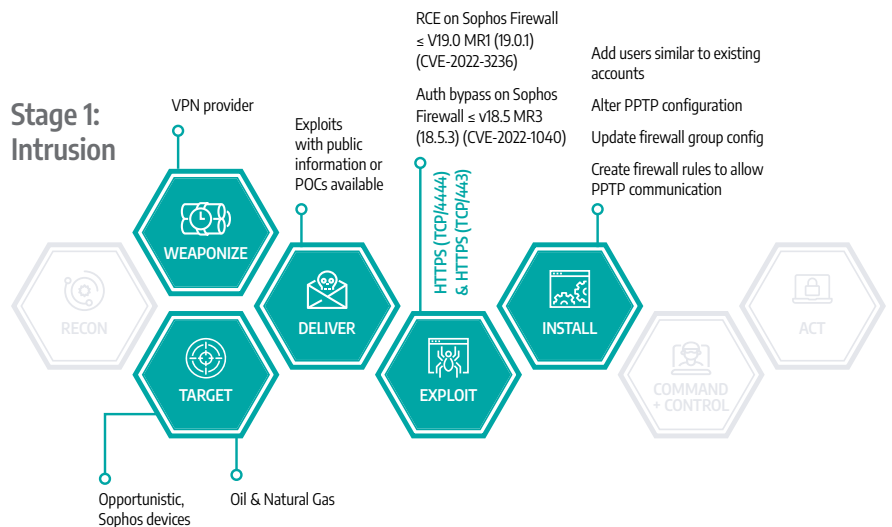 Stage 1:
Intrusion
VPN provider
Exploits
with public
information or
POCs available
RCE on Sophos Firewall
≤ V19.0 MR1 (19.0.1)
(CVE-2022-3236)
Auth bypass on Sophos
Firewall ≤ v18.5 MR3
(18.5.3) (CVE-2022-1040)
Add users similar to existing
accounts
Alter PPTP configuration
Update firewall group config
Create firewall rules to allow
PPTP communication
HTTPS (TCP/4444)
& HTTPS (TCP/443)
RECON
WEAPONIZE
TARGET
DELIVER
EXPLOIT
INSTALL
COMMAND
+ CONTROL
ACT
Opportunistic,
Sophos devices
Oil & Natural Gas